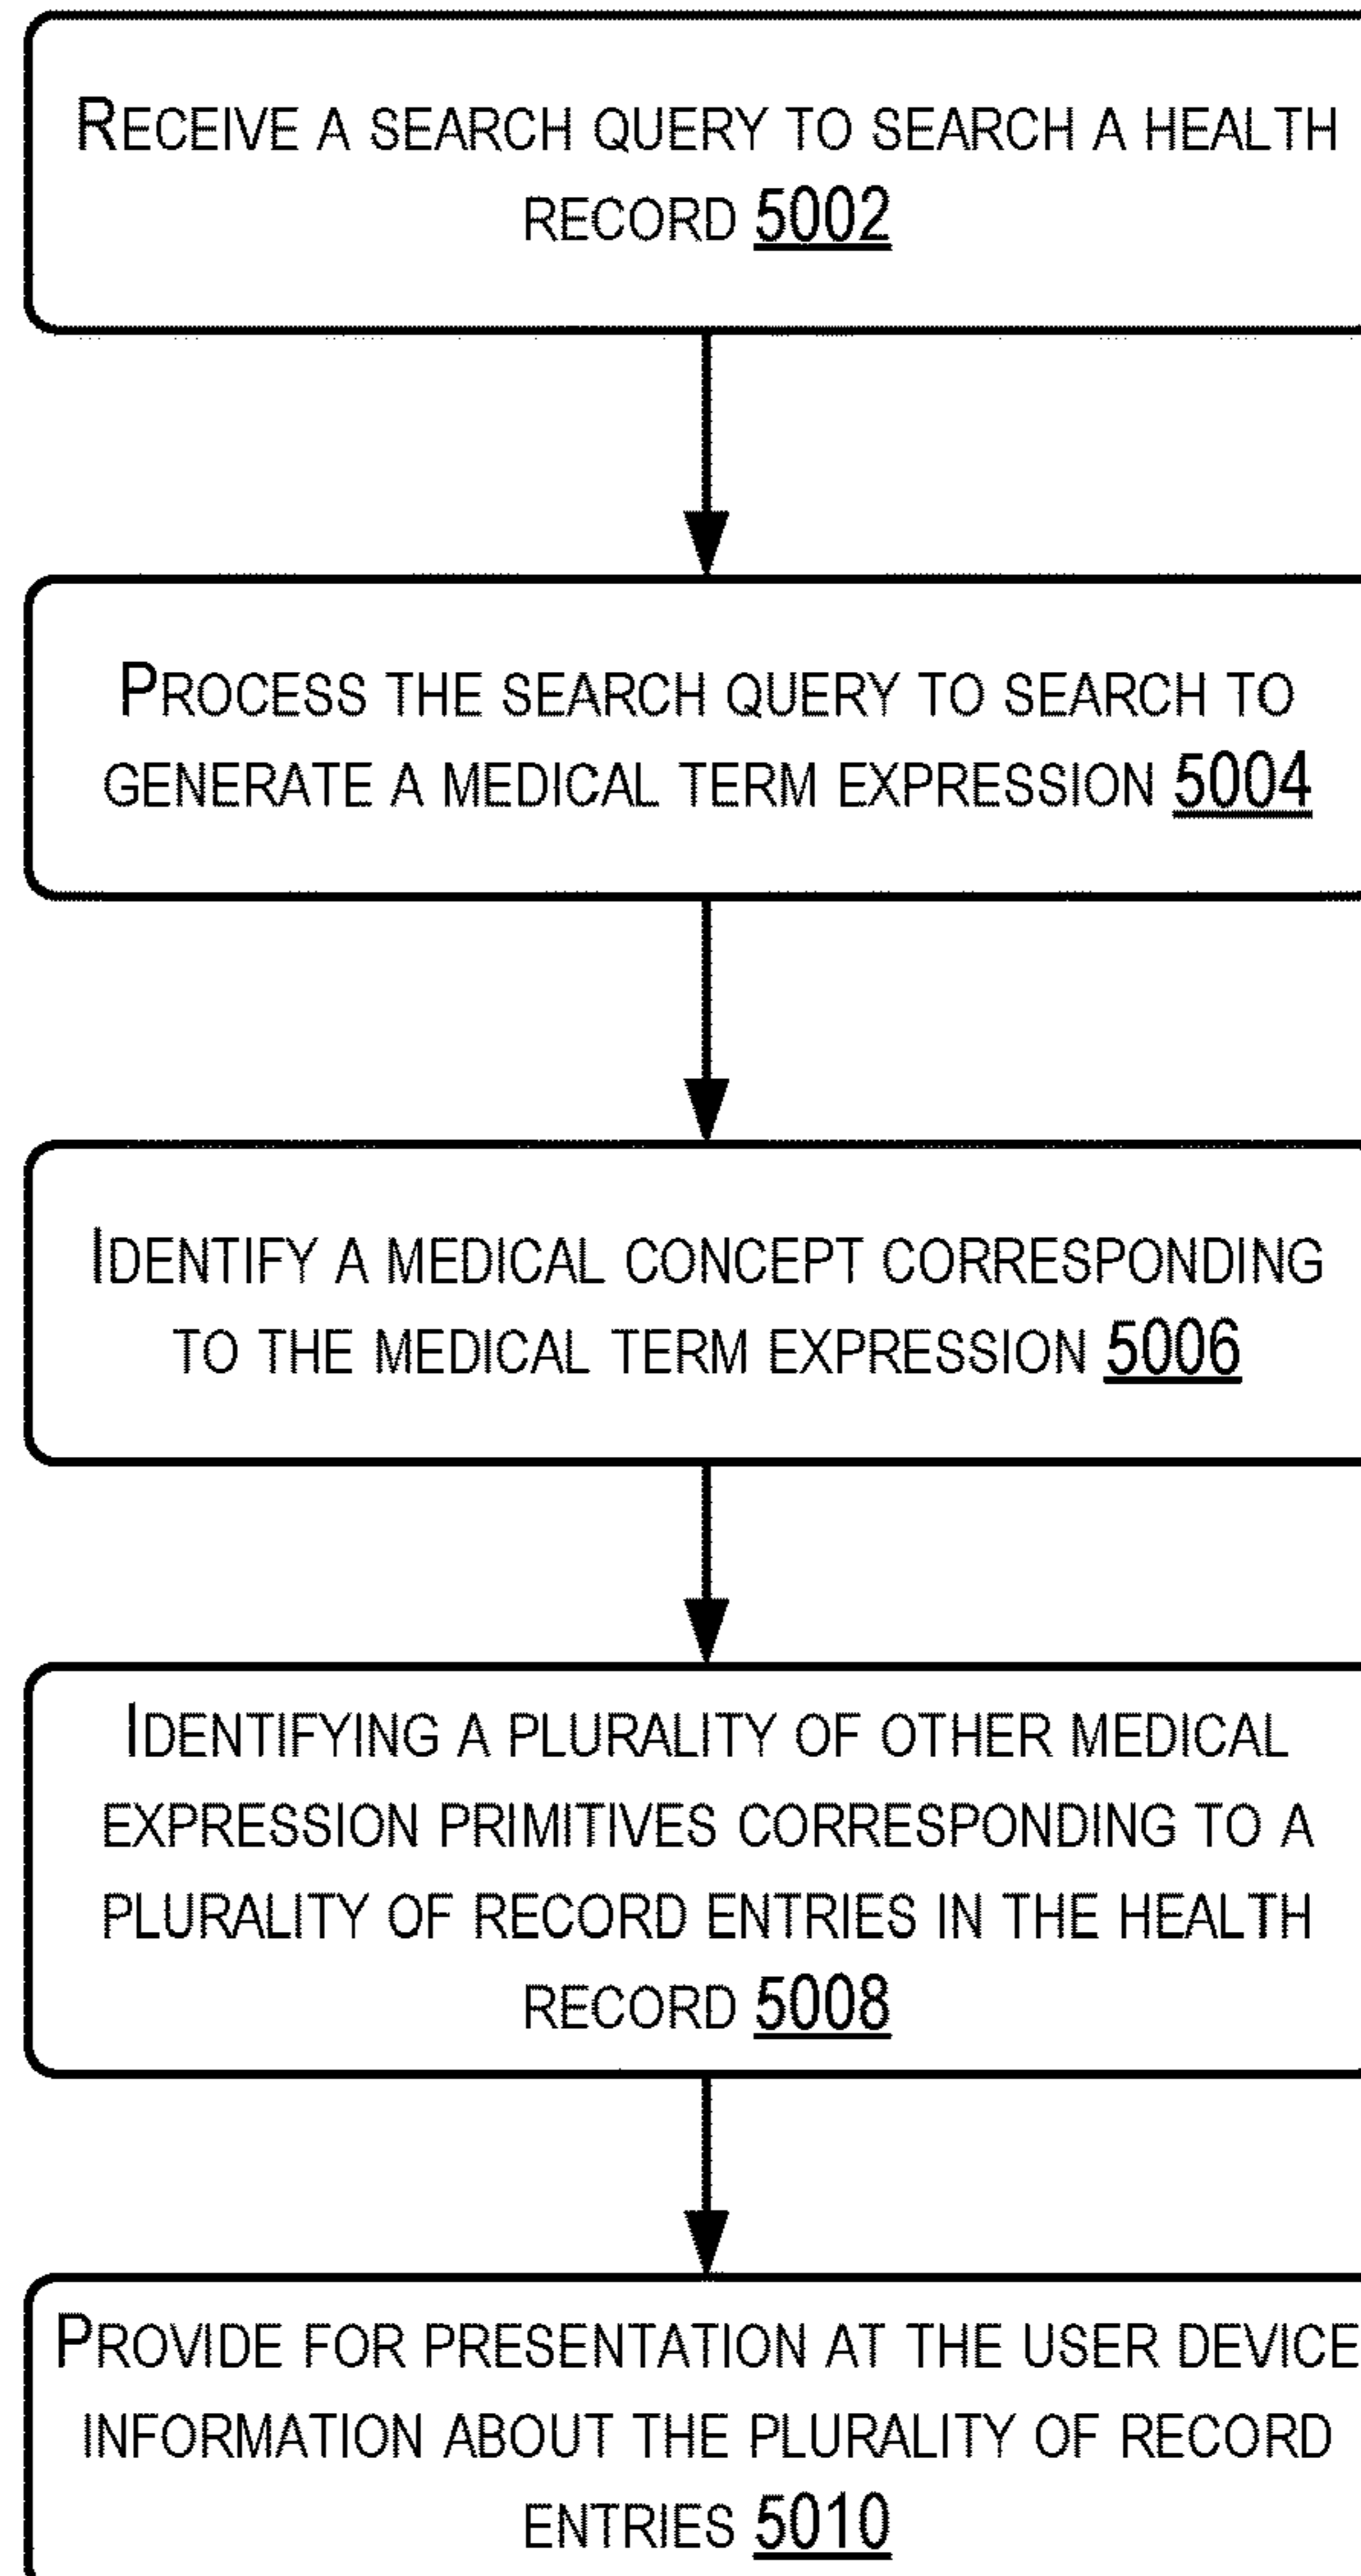 RECEIVE A SEARCH QUERY TO SEARCH A HEALTH
RECORD 5002
PROCESS THE SEARCH QUERY TO SEARCH TO
GENERATE A MEDICAL TERM EXPRESSION 5004
IDENTIFY A MEDICAL CONCEPT CORRESPONDING
TO THE MEDICAL TERM EXPRESSION 5006
IDENTIFYING A PLURALITY OF OTHER MEDICAL
EXPRESSION PRIMITIVES CORRESPONDING TO A
PLURALITY OF RECORD ENTRIES IN THE HEALTH
RECORD 5008
PROVIDE FOR PRESENTATION AT THE USER DEVICE
INFORMATION ABOUT THE PLURALITY OF RECORD
ENTRIES 5010